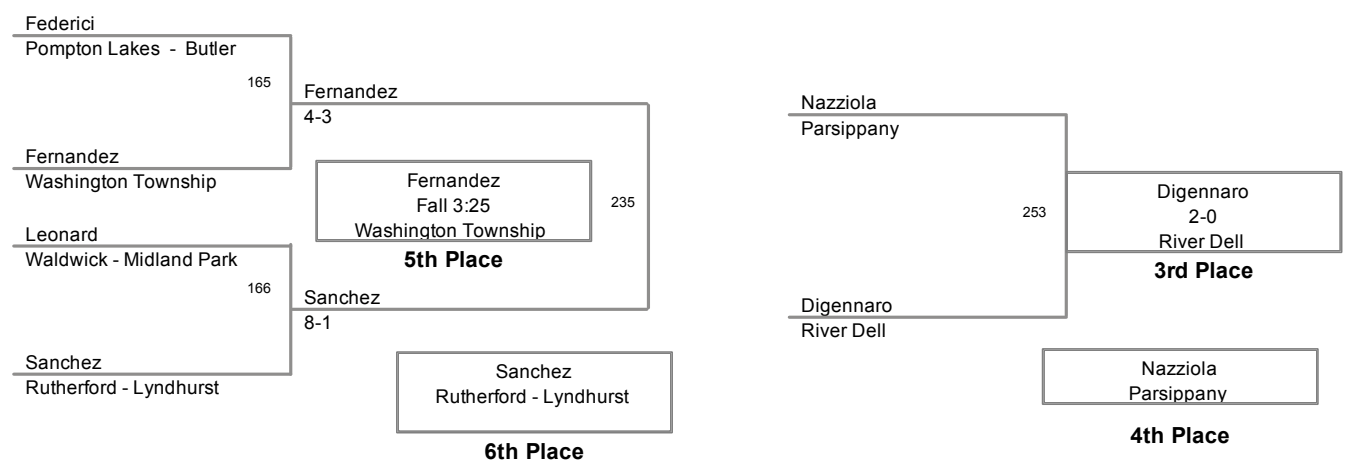 Federici
Pompton Lakes - Butler
165
Fernandez
4-3
Fernandez
Washington Township
Fernandez
Fall 3:25
Washington Township
235
5th Place
Leonard
Waldwick - Midland Park
166
Sanchez
8-1
Sanchez
Rutherford - Lyndhurst
Sanchez
Rutherford - Lyndhurst
6th Place
Nazziola
Parsippany
253
Digennaro
2-0
River Dell
3rd Place
Digennaro
River Dell
Nazziola
Parsippany
4th Place